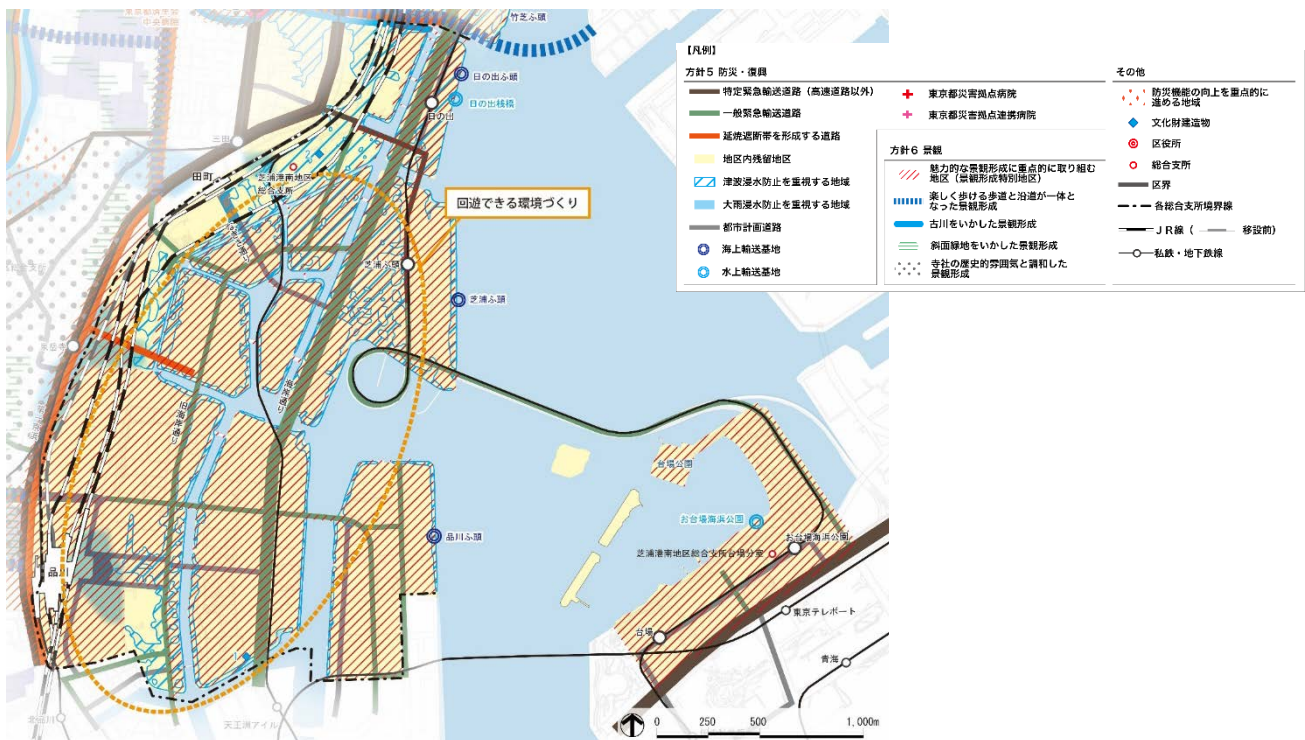 東京都済生会
中央病院
竹芝ふ頭
日の出ふ頭
日の出桟橋
日の出
三田
田町
芝浦港南地区
総合支所
回遊できる環境づくり
芝浦ふ頭
芝浦ふ頭
泉岳寺
海岸通り
旧海岸通り
台場公園
お台場海浜公園
お台場海浜公園
芝浦港南地区総合支所台場分室
品川ふ頭
品川
東京テレポート
台場
青海
北品川
天王洲アイル
0 250 500 1,000m
【凡例】
方針5 防災・復興
特定緊急輸送道路（高速道路以外）
一般緊急輸送道路
延焼遮断帯を形成する道路
地区内残留地区
津波浸水防止を重視する地域
大雨浸水防止を重視する地域
都市計画道路
海上輸送基地
水上輸送基地
東京都災害拠点病院
東京都災害拠点連携病院
方針6 景観
魅力的な景観形成に重点的に取り組む
地区（景観形成特別地区）
楽しく歩ける歩道と沿道が一体と
なった景観形成
古川をいかした景観形成
斜面緑地をいかした景観形成
寺社の歴史的雰囲気と調和した
景観形成
その他
防災機能の向上を重点的に
進める地域
文化財建造物
区役所
総合支所
区界
各総合支所境界線
JR線（ 移設前）
私鉄・地下鉄線